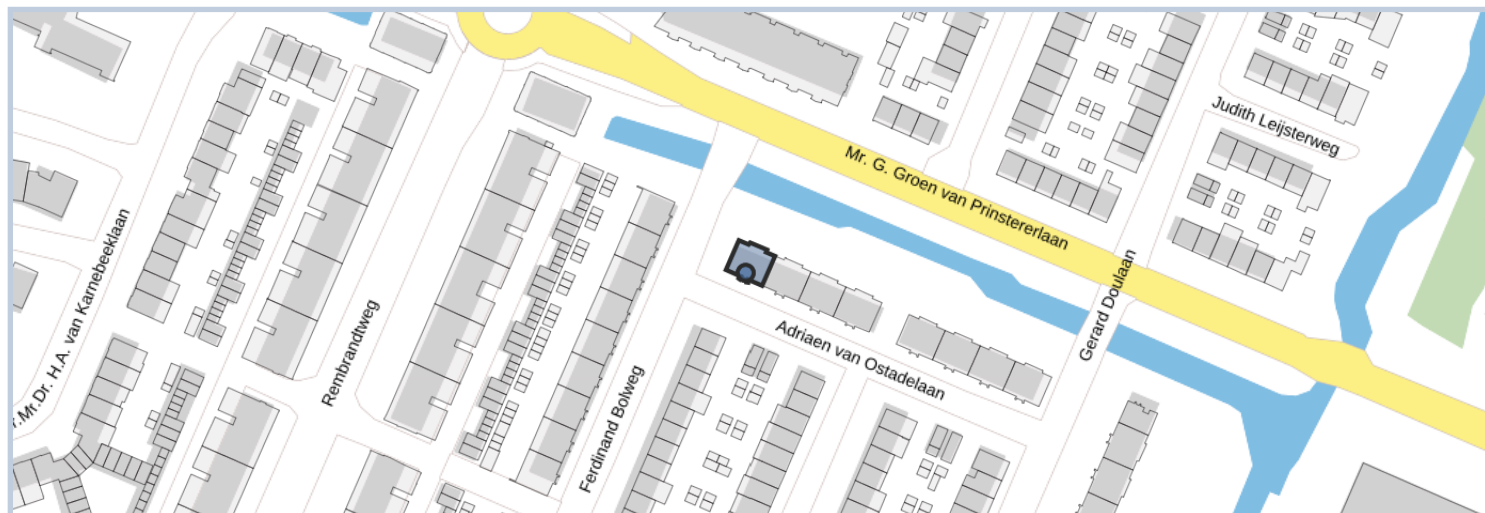 Judith Leijsterweg
Mr. G. Groen van Prinstererlaan
r.Mr.Dr. H.A. van Karnebeeklaan
Gerard Doulaan
Rembrandtweg
Adriaen van Ostadelaan
Ferdinand Bolweg